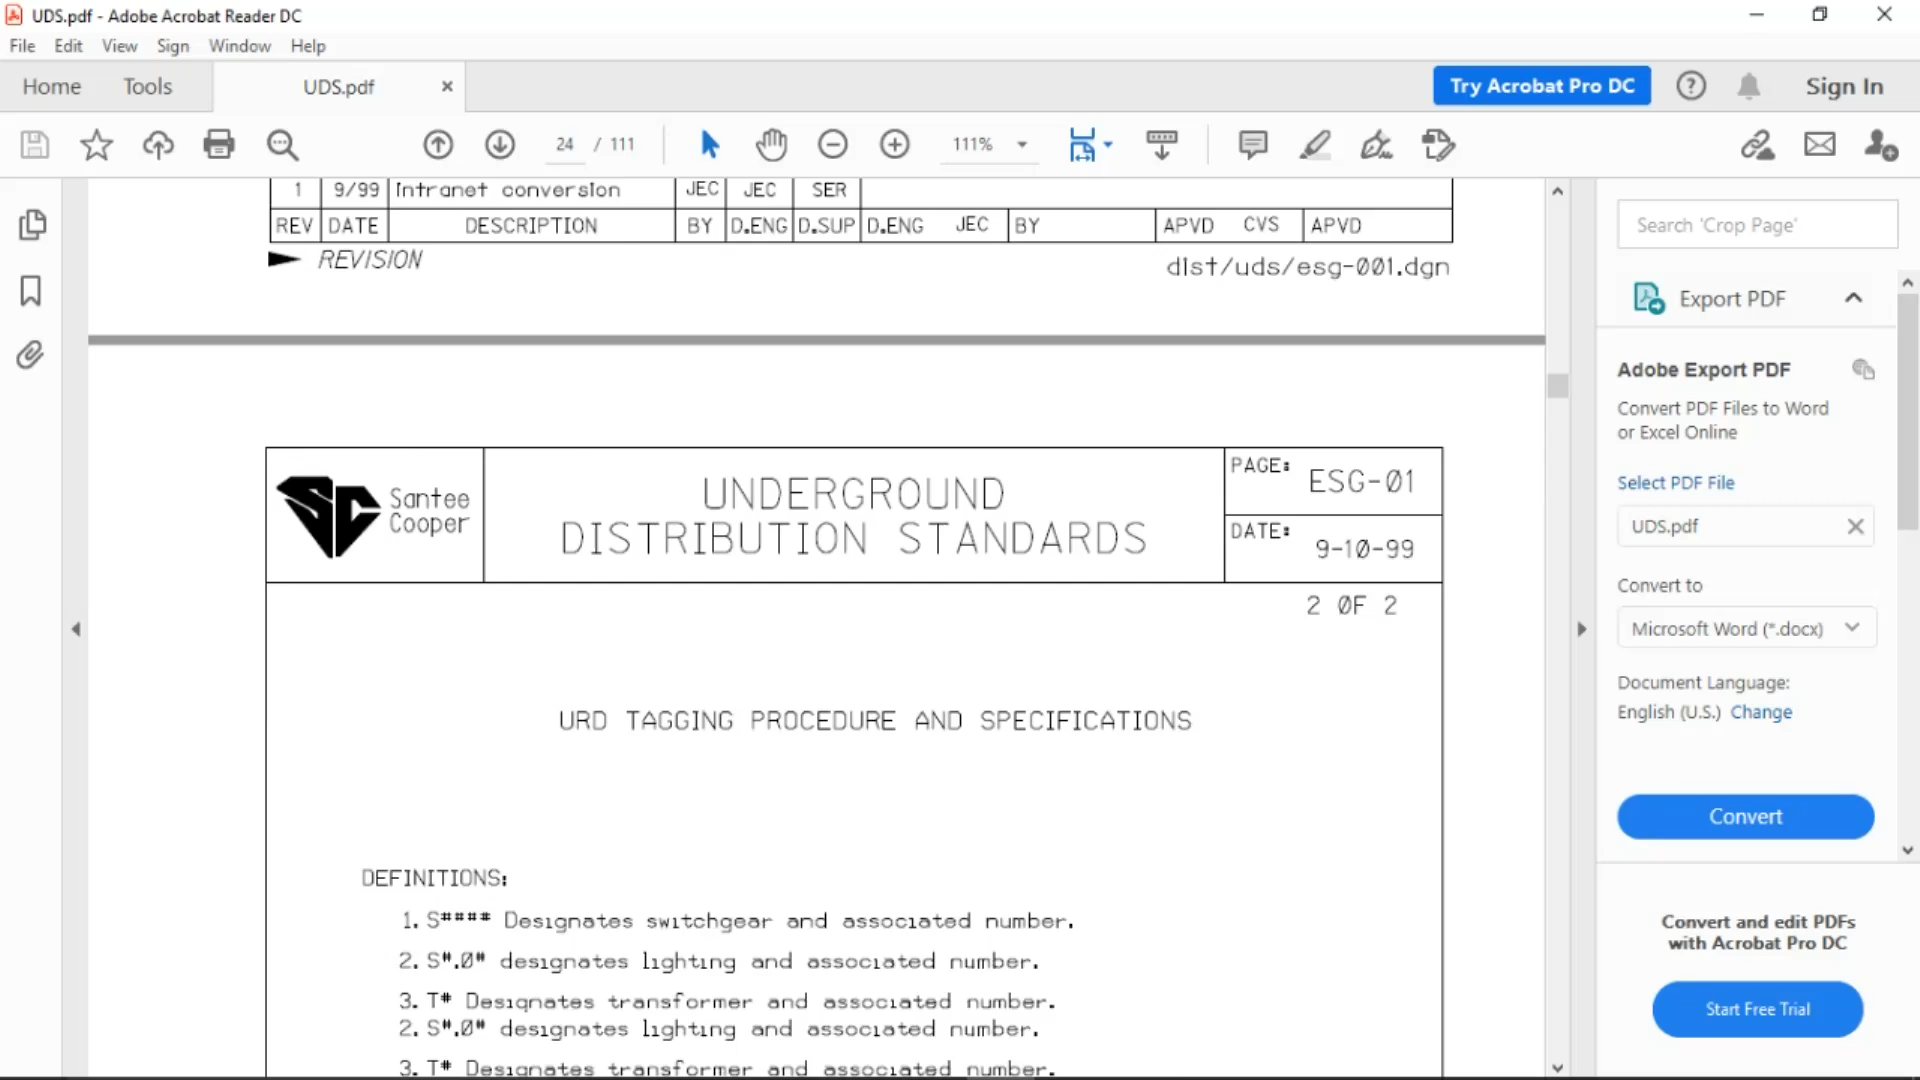 UDS.pdf - Adobe Acrobat Reader DC
File Edit View Sign Window Help
Home Tools UDS.pdf Try Acrobat Pro DC Sign In
24 / 111 111%
1 9/99 Intranet conversion JEC JEC SER
REV DATE DESCRIPTION BY D.ENG D.SUP D.ENG JEC BY APVD CVS APVD
REVISION dist/uds/esg-001.dgn
Santee
Cooper
UNDERGROUND
DISTRIBUTION STANDARDS
PAGE: ESG-01
DATE: 9-10-99
2 0F 2
URD TAGGING PROCEDURE AND SPECIFICATIONS
DEFINITIONS:
1. S#### Designates switchgear and associated number.
2. S#.0# designates lighting and associated number.
3. T# Designates transformer and associated number.
2. S#.0# designates lighting and associated number.
3. T# Designates transformer and associated number.
Search 'Crop Page'
Export PDF
Adobe Export PDF
Convert PDF Files to Word
or Excel Online
Select PDF File
UDS.pdf
Convert to
Microsoft Word (*.docx)
Document Language:
English (U.S.) Change
Convert
Convert and edit PDFs
with Acrobat Pro DC
Start Free Trial